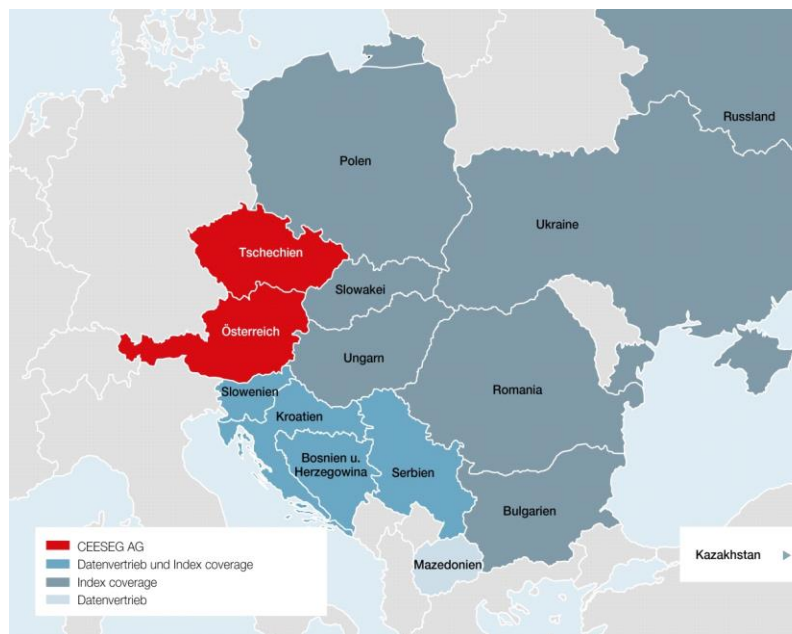 Russland
Polen
Ukraine
Tschechien
Slowakei
Österreich
Ungarn
Romania
Slowenien
Kroatien
Bosnien u.
Herzegowina
Serbien
Bulgarien
Mazedonien
Kazakhstan
CEESEG AG
Datenvertrieb und Index coverage
Index coverage
Datenvertrieb